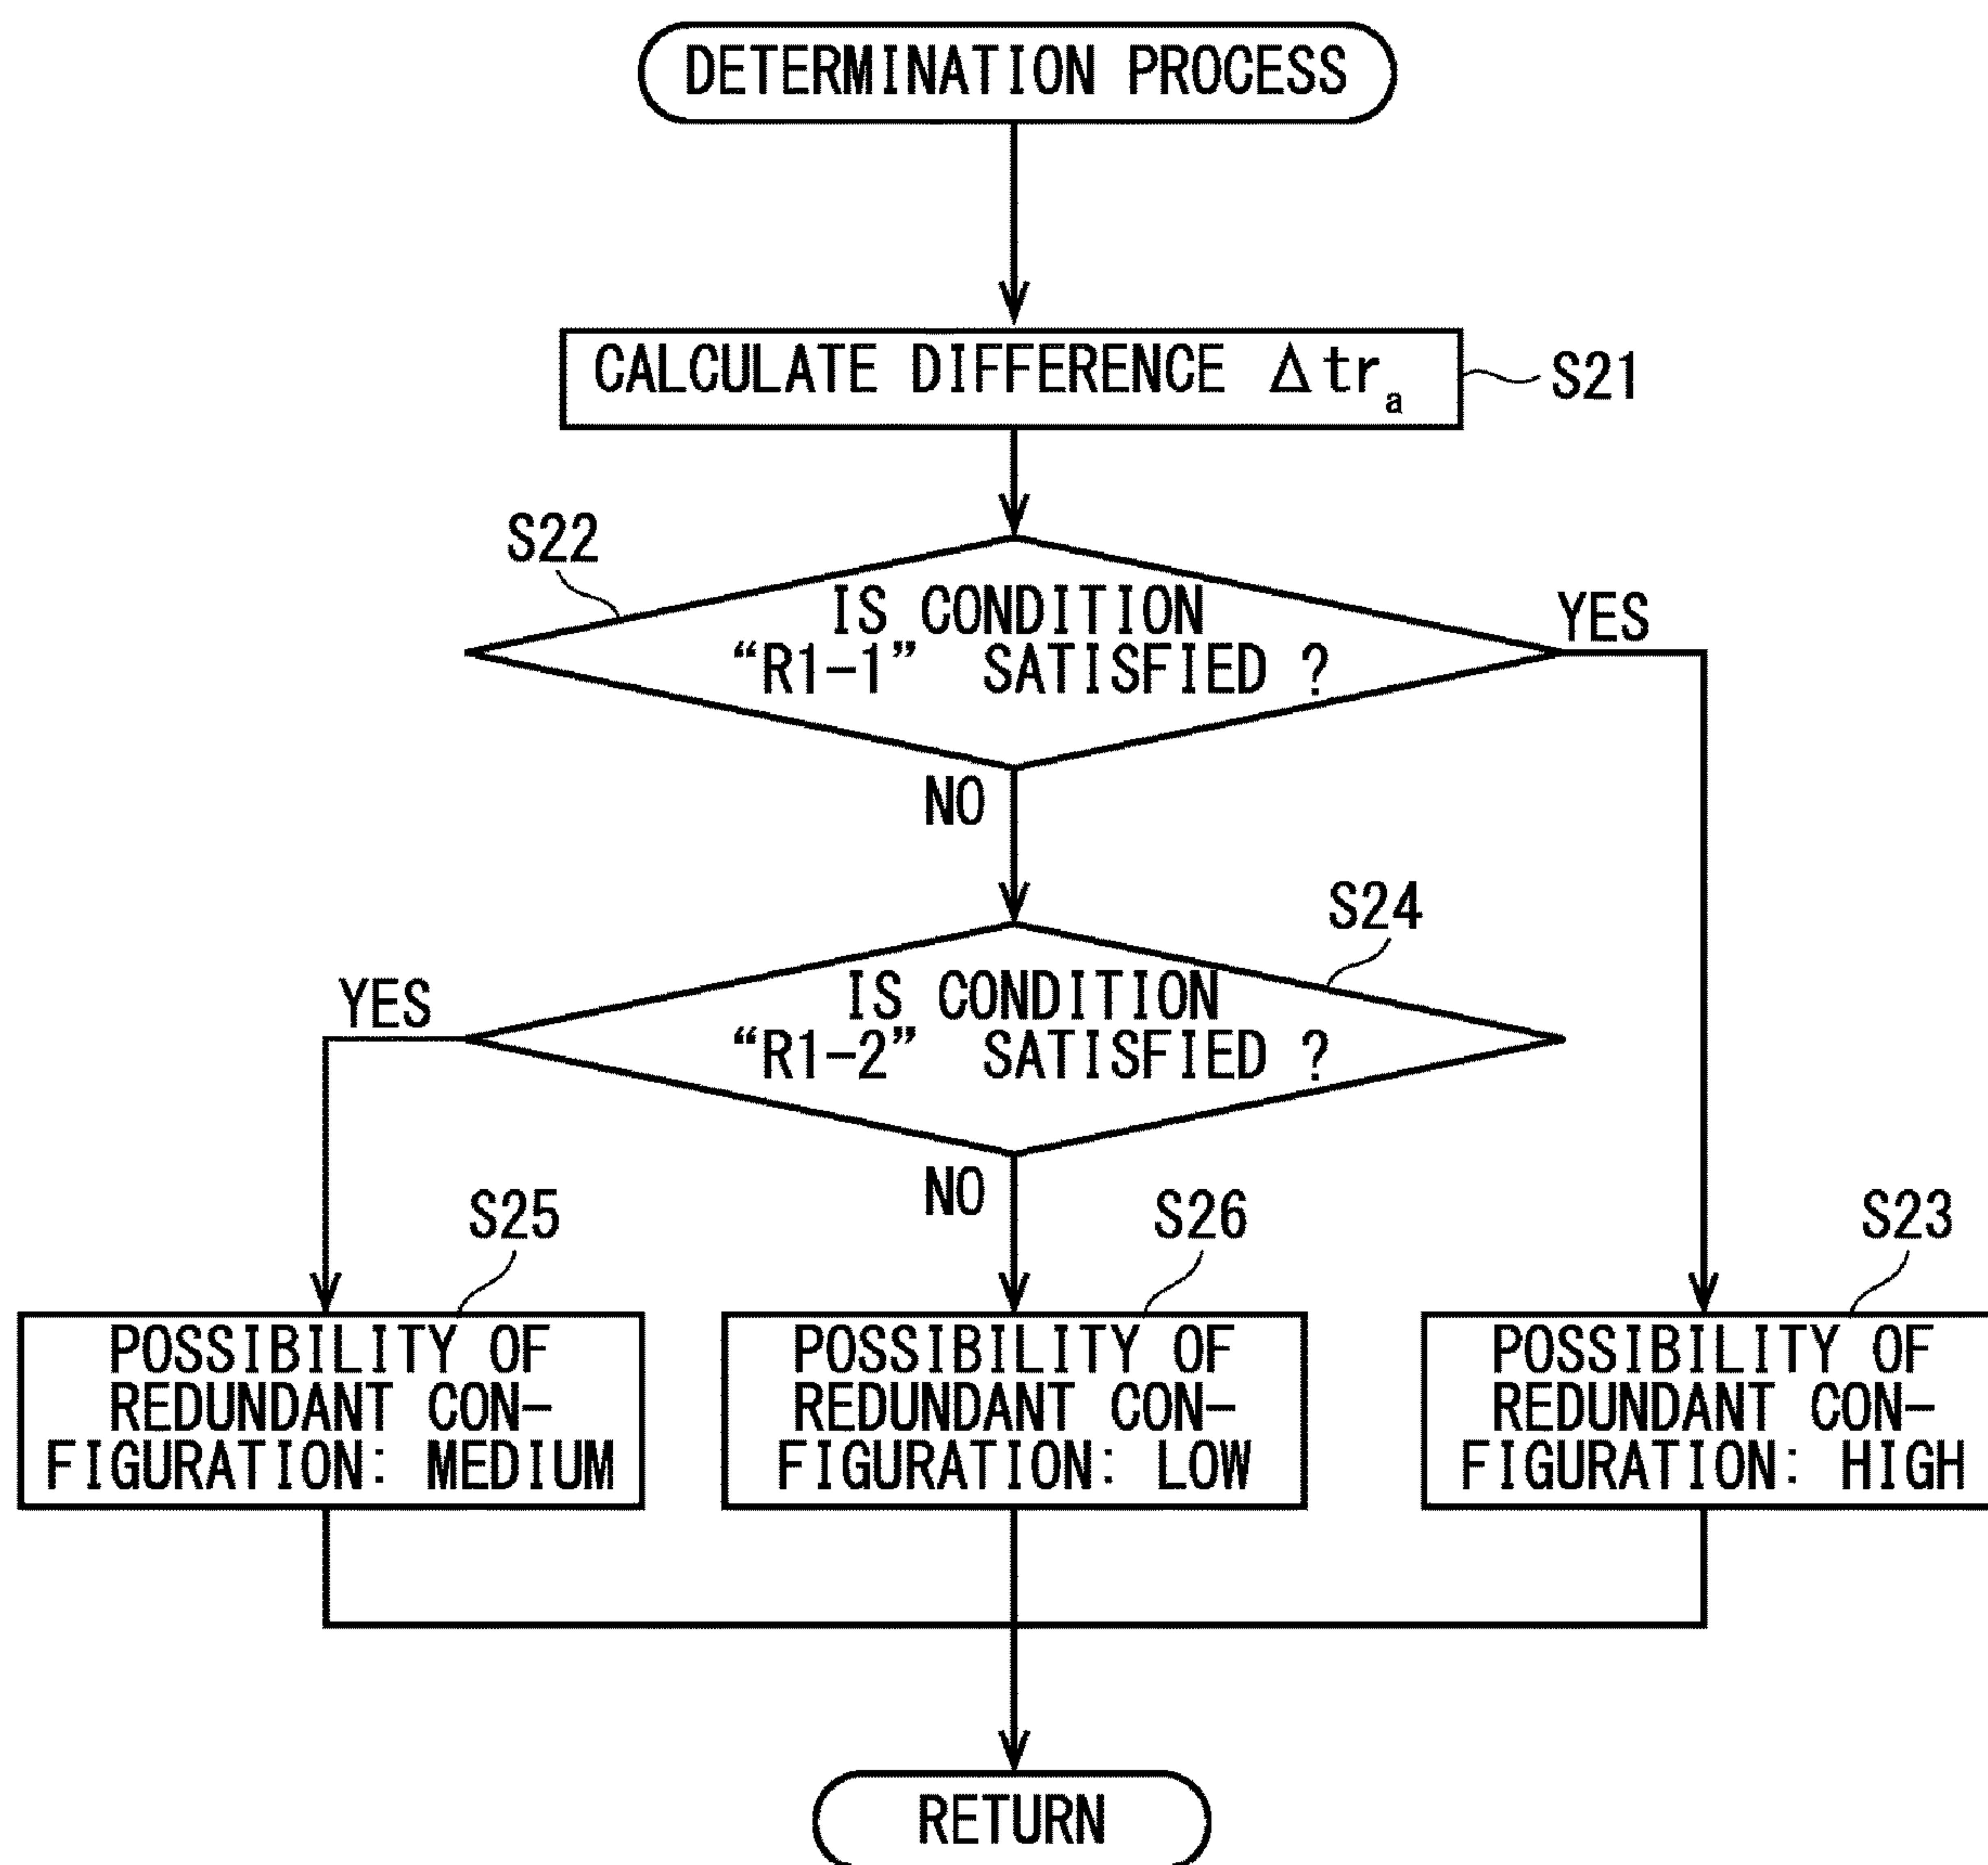 DETERMINATION PROCESS
CALCULATE DIFFERENCE Δtrₐ
S21
S22
IS CONDITION
“R1-1” SATISFIED ?
YES
NO
S24
IS CONDITION
“R1-2” SATISFIED ?
YES
NO
S25
POSSIBILITY OF
REDUNDANT CON-
FIGURATION: MEDIUM
S26
POSSIBILITY OF
REDUNDANT CON-
FIGURATION: LOW
S23
POSSIBILITY OF
REDUNDANT CON-
FIGURATION: HIGH
RETURN